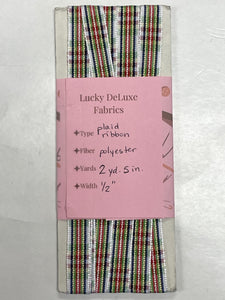 Lucky DeLuxe
Fabrics
Type plaid
ribbon
Fiber polyester
Yards 2 yd. 5 in.
Width 1/2"